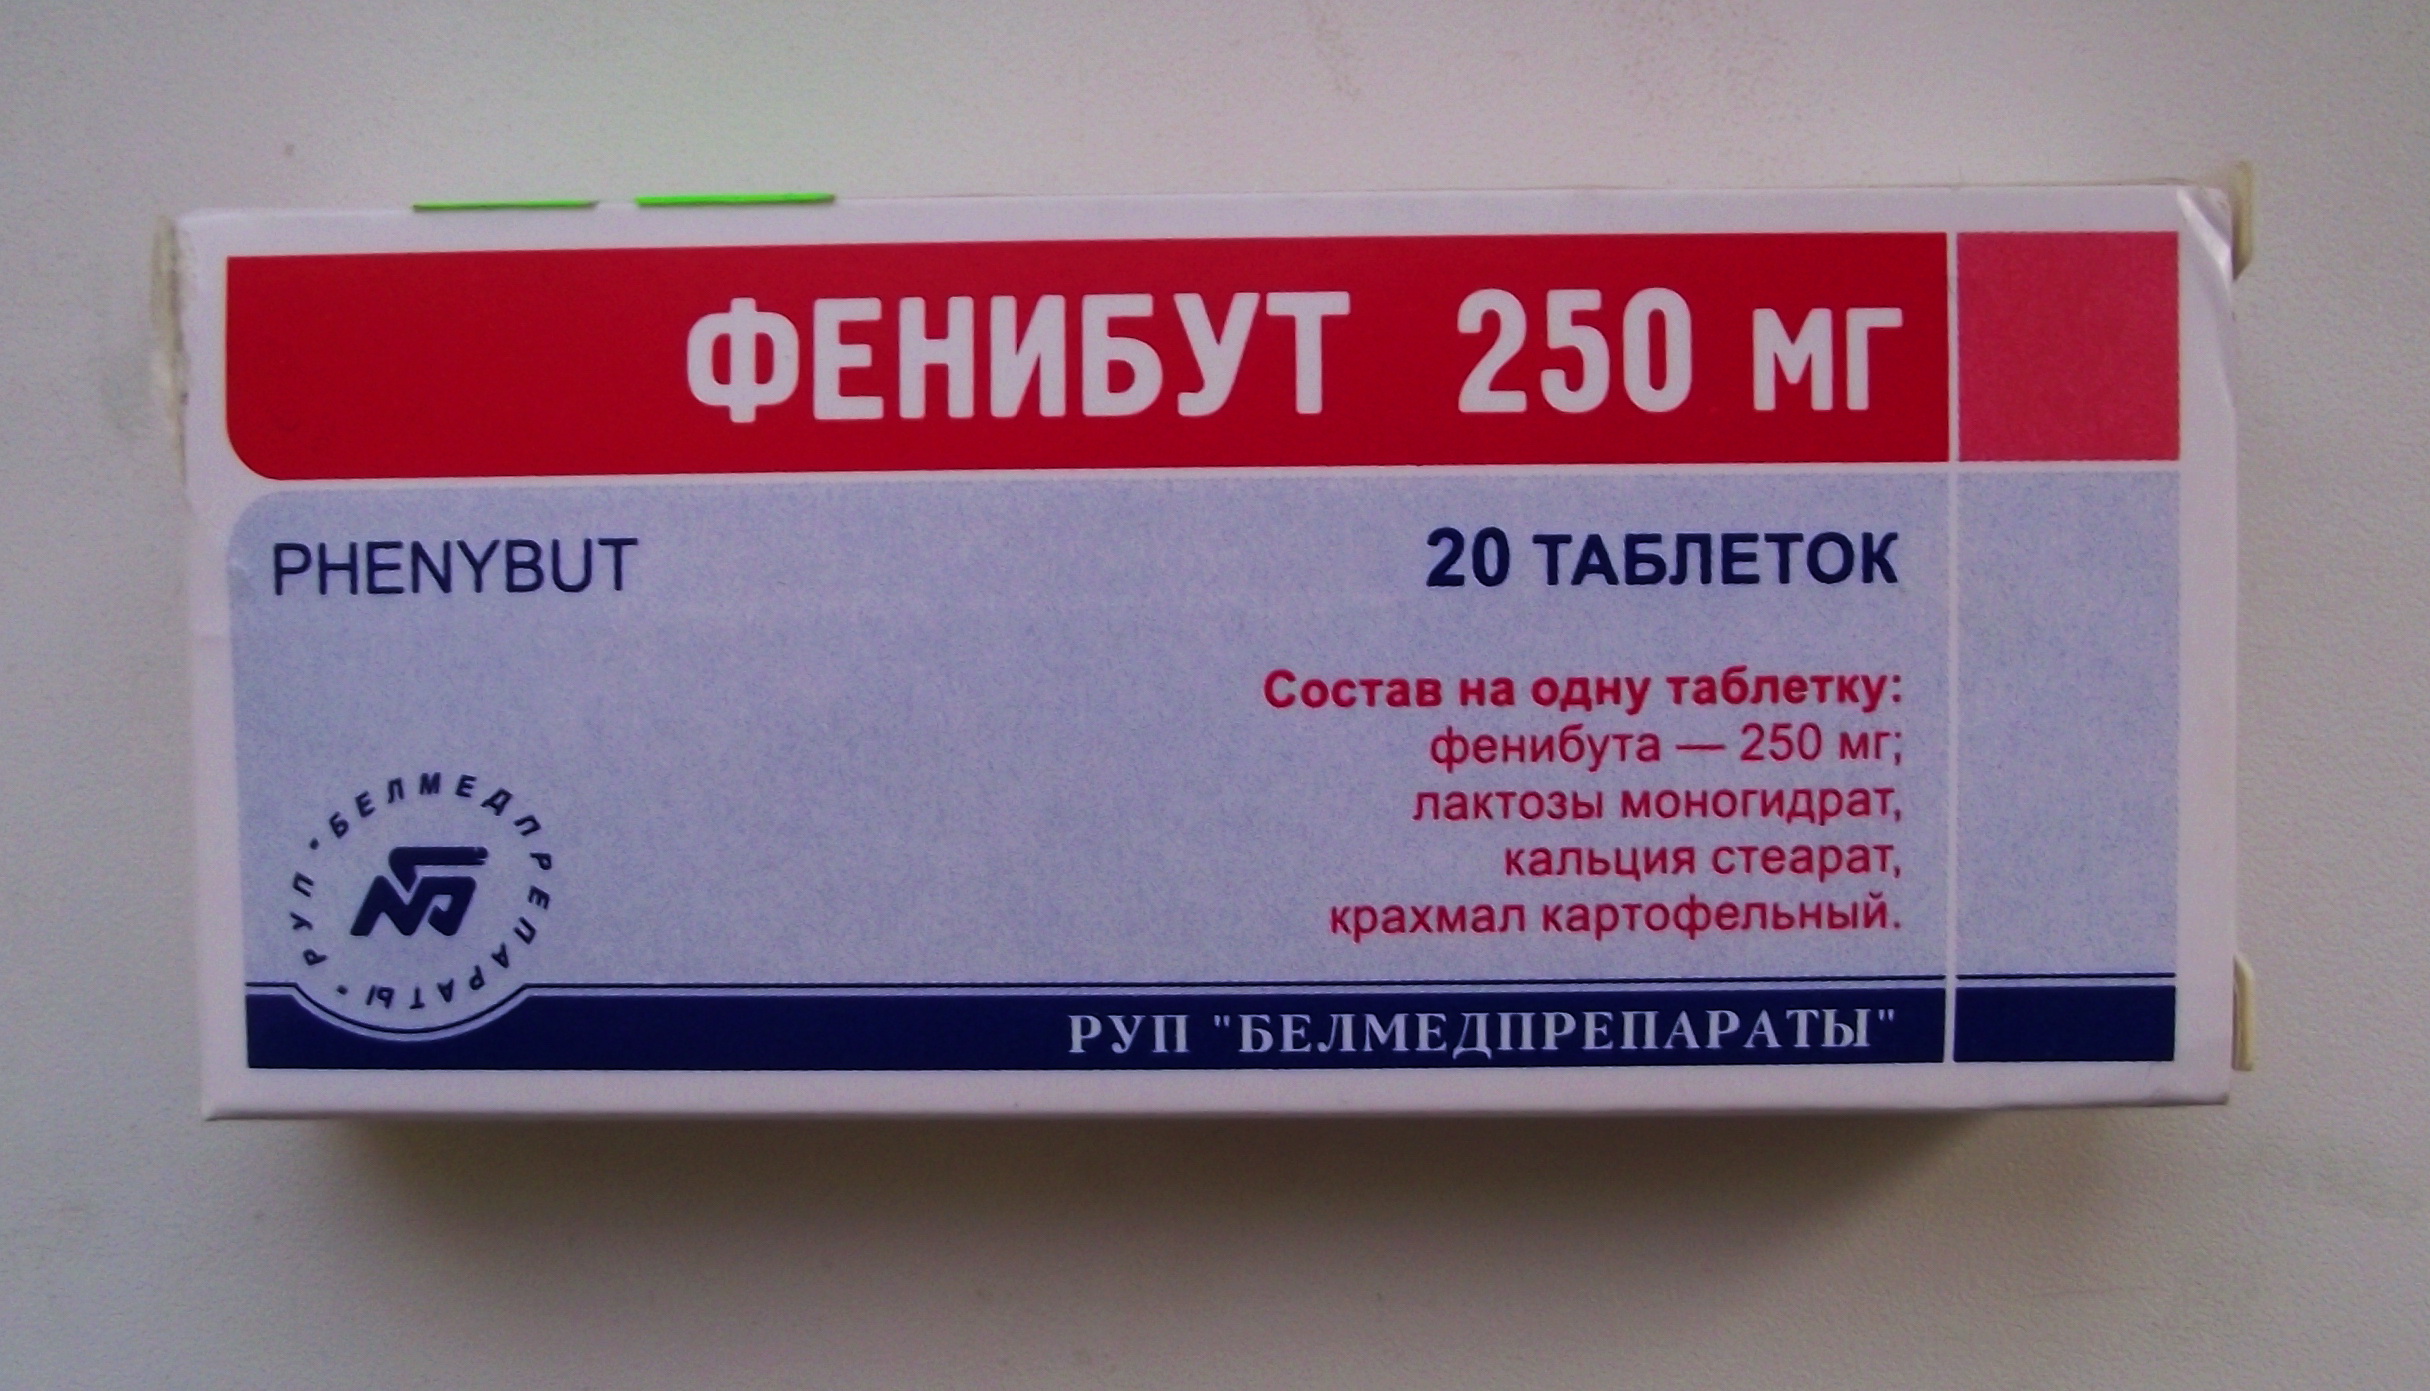 ФЕНИБУТ 250 мг
PHENYBUT
20 ТАБЛЕТОК
Состав на одну таблетку:
фенибута — 250 мг;
лактозы моногидрат,
кальция стеарат,
крахмал картофельный.
РУП • БЕЛМЕДПРЕПАРАТЫ •
РУП "БЕЛМЕДПРЕПАРАТЫ"